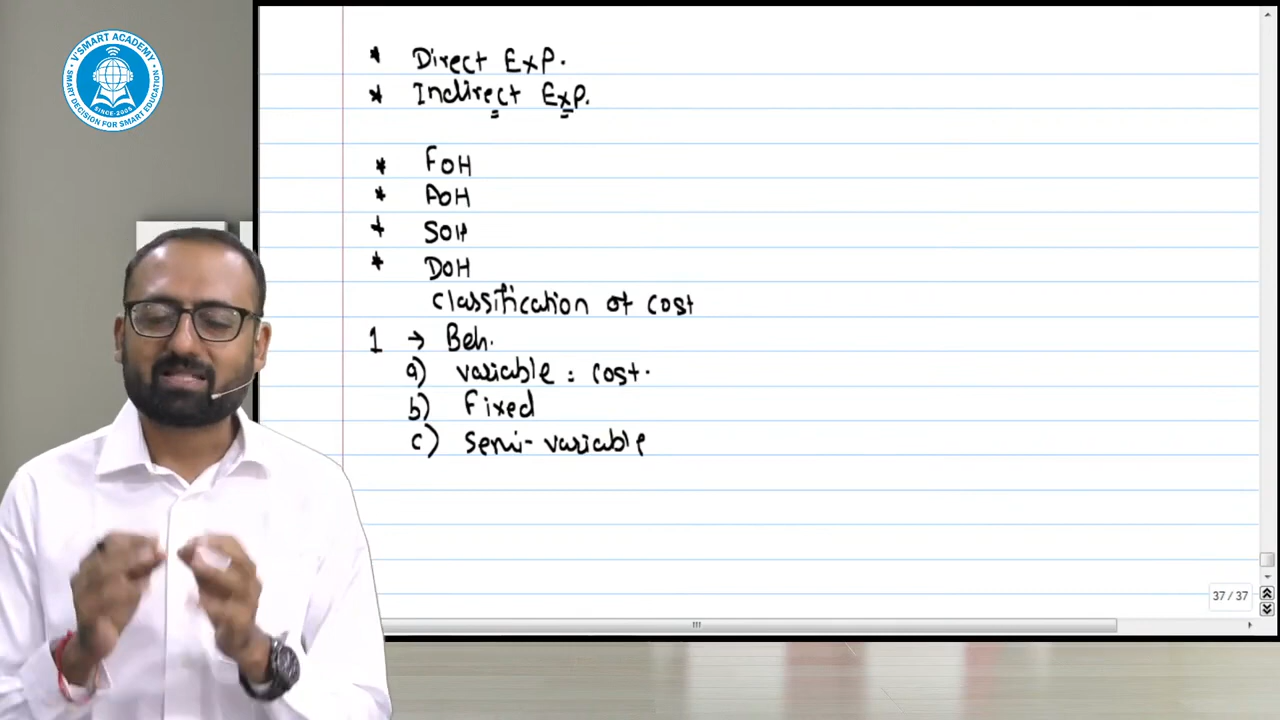 V'SMART ACADEMY
SMART DECISION FOR SMART EDUCATION
SINCE-2005
* Direct Exp.
* Indirect Exp.
* FOH
* AOH
* SOH
* DOH
classification of cost
1 → Beh.
a) variable = cost.
b) Fixed
c) Semi-variable
37 / 37